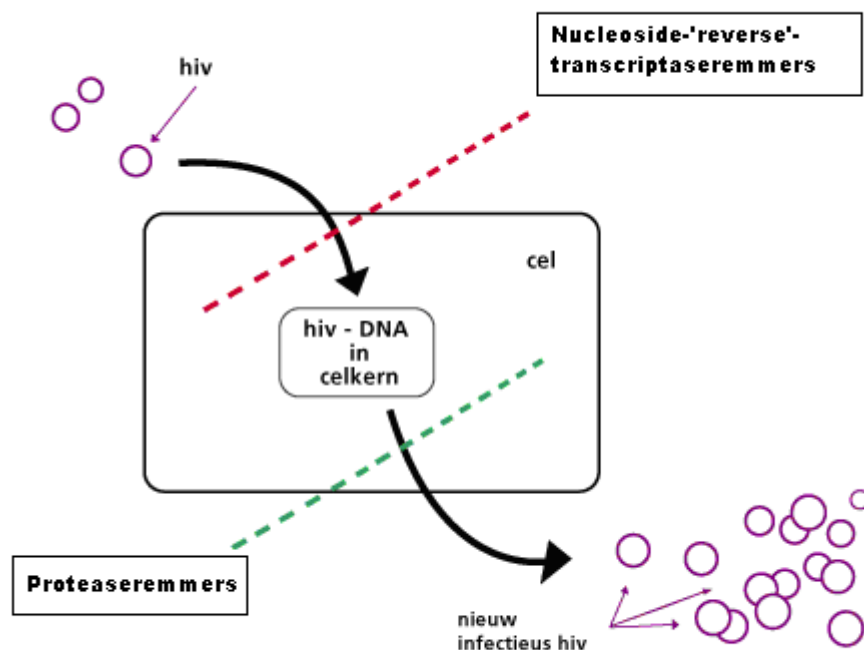 Nucleoside-'reverse'-
transcriptaseremmers
hiv
cel
hiv - DNA
in
celkern
Proteaseremmers
nieuw
infectieus hiv